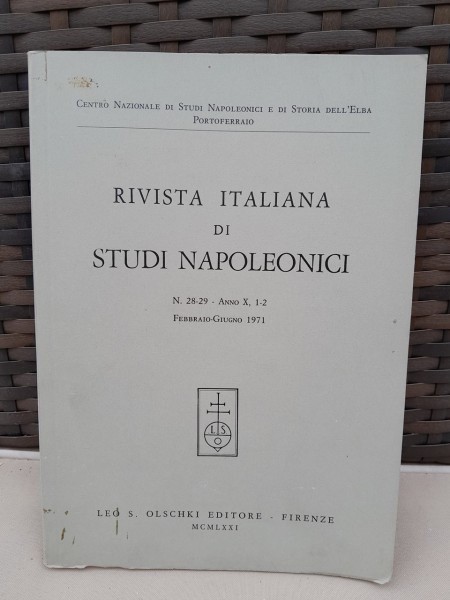 Centro Nazionale di Studi Napoleonici e di Storia dell'Elba
Portoferraio
RIVISTA ITALIANA
DI
STUDI NAPOLEONICI
N. 28-29 - Anno X, 1-2
Febbraio-Giugno 1971
L S
LEO S. OLSCHKI EDITORE - FIRENZE
MCMLXXI